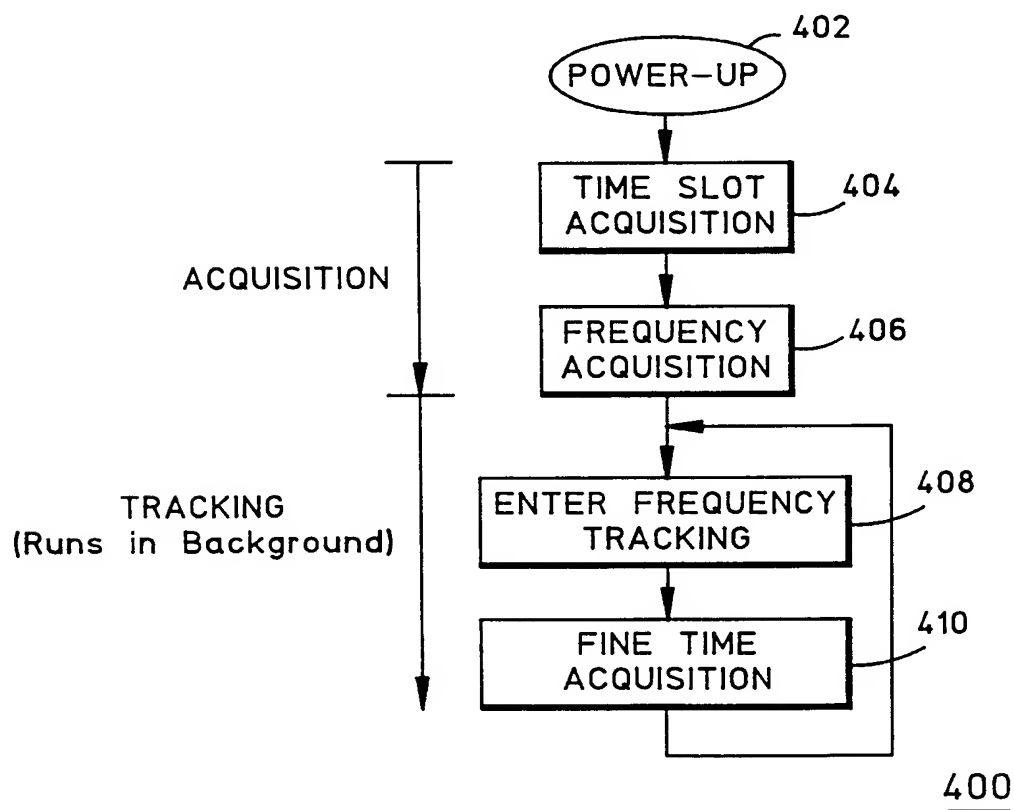 402
POWER-UP
TIME SLOT
ACQUISITION
404
ACQUISITION
FREQUENCY
ACQUISITION
406
TRACKING
(Runs in Background)
ENTER FREQUENCY
TRACKING
408
FINE TIME
ACQUISITION
410
400